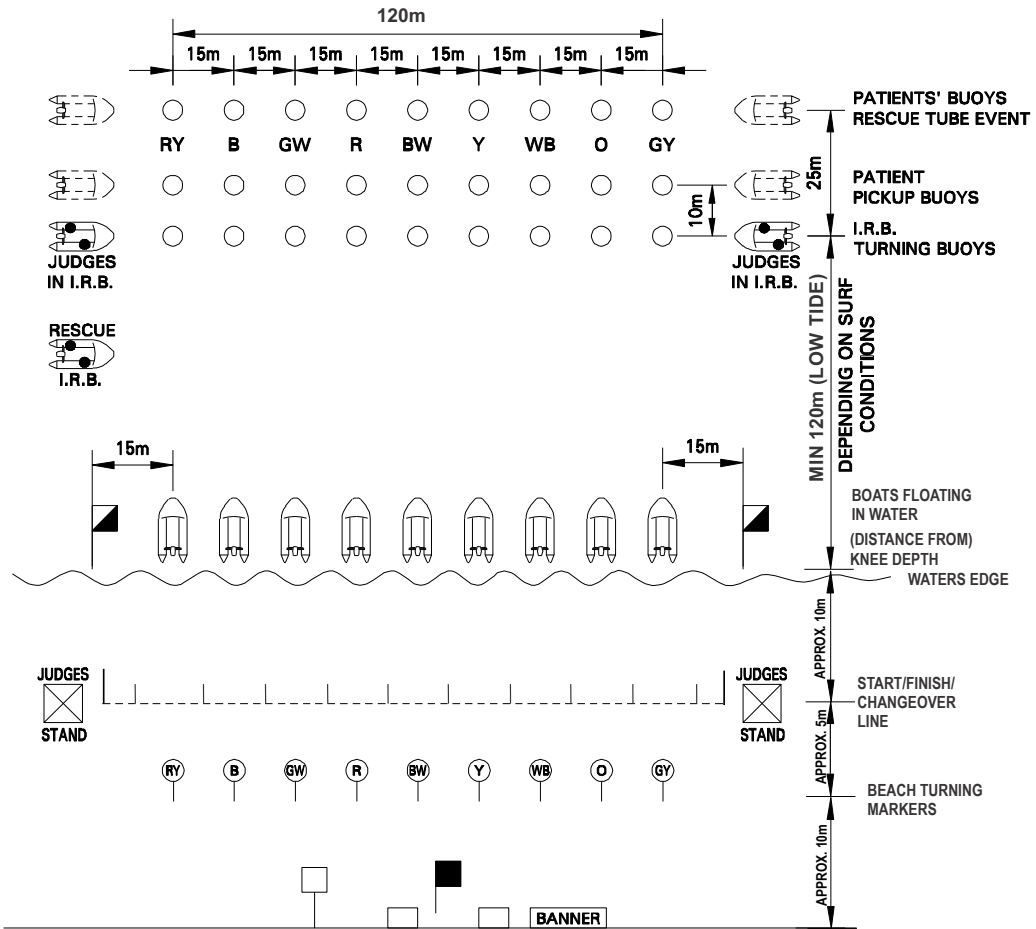 120m
15m 15m 15m 15m 15m 15m 15m 15m
PATIENTS' BUOYS
RESCUE TUBE EVENT
RY B GW R BW Y WB O GY
25m
PATIENT
PICKUP BUOYS
10m
I.R.B.
TURNING BUOYS
JUDGES
IN I.R.B.
JUDGES
IN I.R.B.
MIN 120m (LOW TIDE)
DEPENDING ON SURF
CONDITIONS
RESCUE
I.R.B.
15m
15m
BOATS FLOATING
IN WATER
(DISTANCE FROM)
KNEE DEPTH
WATERS EDGE
APPROX. 10m
JUDGES
STAND
JUDGES
STAND
START/FINISH/
CHANGEOVER
LINE
APPROX. 5m
RY B GW R BW Y WB O GY
BEACH TURNING
MARKERS
APPROX. 10m
BANNER